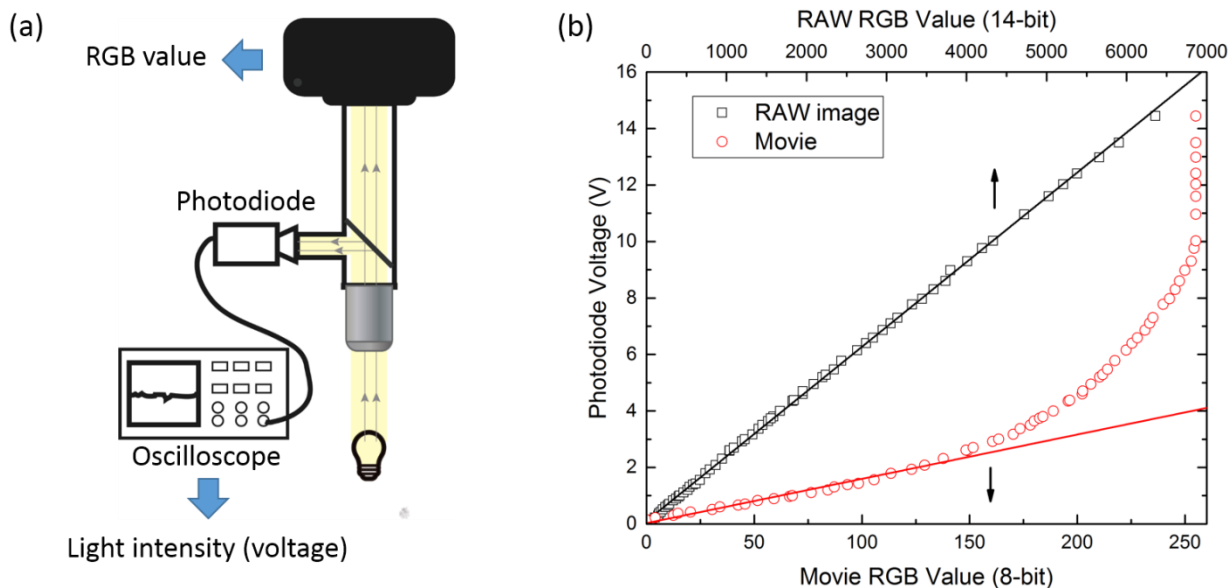 (a)
RGB value
Photodiode
Oscilloscope
Light intensity (voltage)
(b)
RAW RGB Value (14-bit)
0 1000 2000 3000 4000 5000 6000 7000
16
14
12
10
8
6
4
2
0
Photodiode Voltage (V)
RAW image
Movie
0 50 100 150 200 250
Movie RGB Value (8-bit)